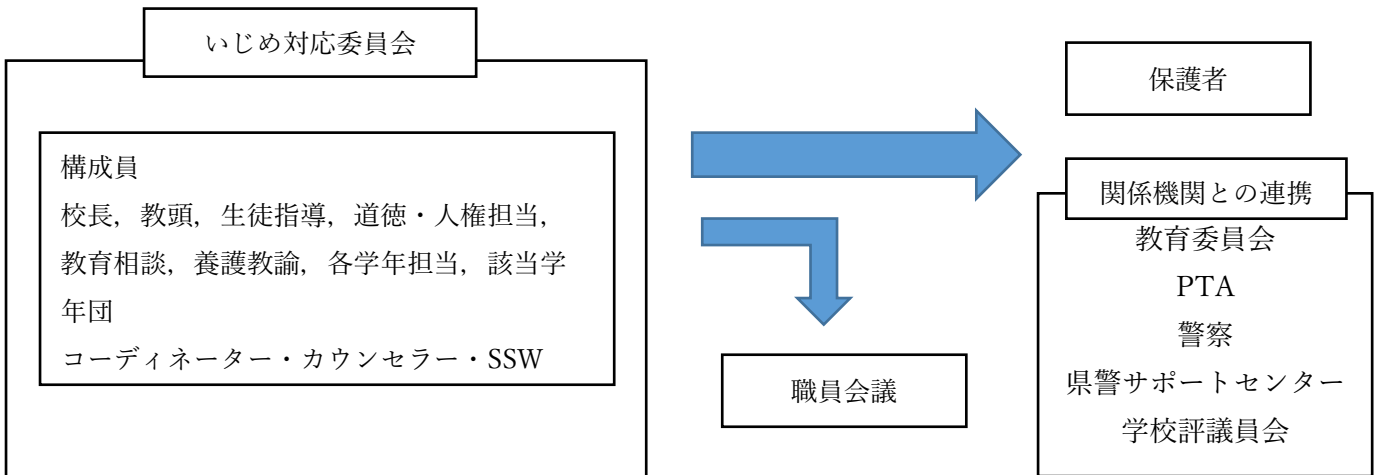 いじめ対応委員会
構成員
校長，教頭，生徒指導，道徳・人権担当，
教育相談，養護教諭，各学年担当，該当学
年団
コーディネーター・カウンセラー・SSW
職員会議
保護者
関係機関との連携
教育委員会
PTA
警察
県警サポートセンター
学校評議員会